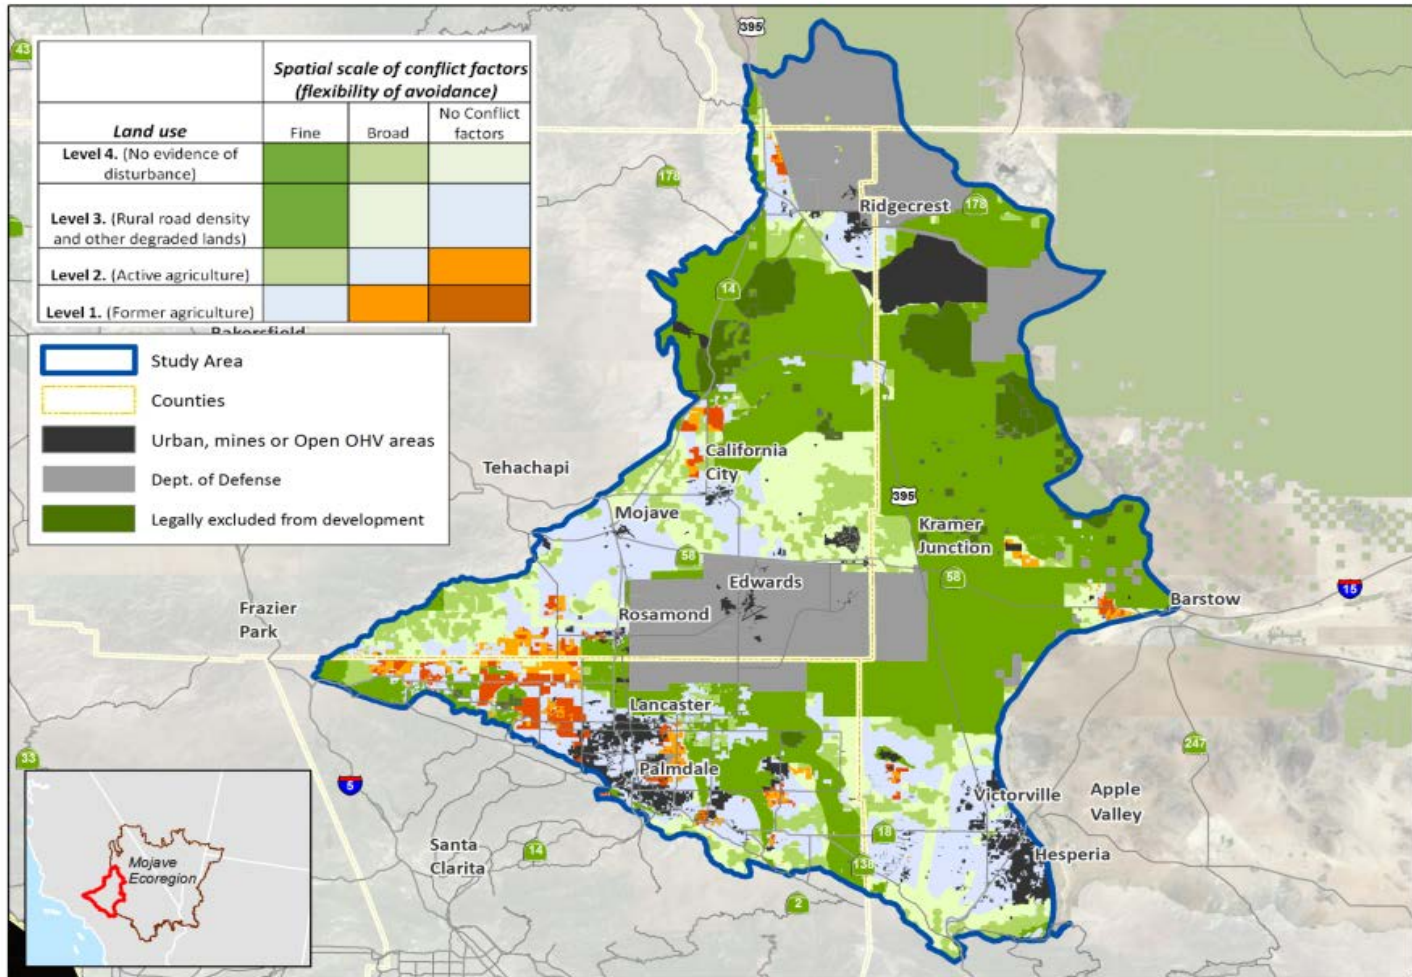 395
43
Spatial scale of conflict factors
(flexibility of avoidance)
Land use
Fine
Broad
No Conflict
factors
Level 4. (No evidence of
disturbance)
Level 3. (Rural road density
and other degraded lands)
Level 2. (Active agriculture)
Level 1. (Former agriculture)
Bakersfield
Study Area
Counties
Urban, mines or Open OHV areas
Dept. of Defense
Legally excluded from development
178
Ridgecrest
178
14
Tehachapi
California
City
395
Mojave
Kramer
Junction
58
Edwards
58
15
Barstow
Rosamond
Frazier
Park
Lancaster
33
5
Palmdale
247
Victorville
Apple
Valley
Santa
Clarita
14
18
Hesperia
138
2
Mojave
Ecoregion